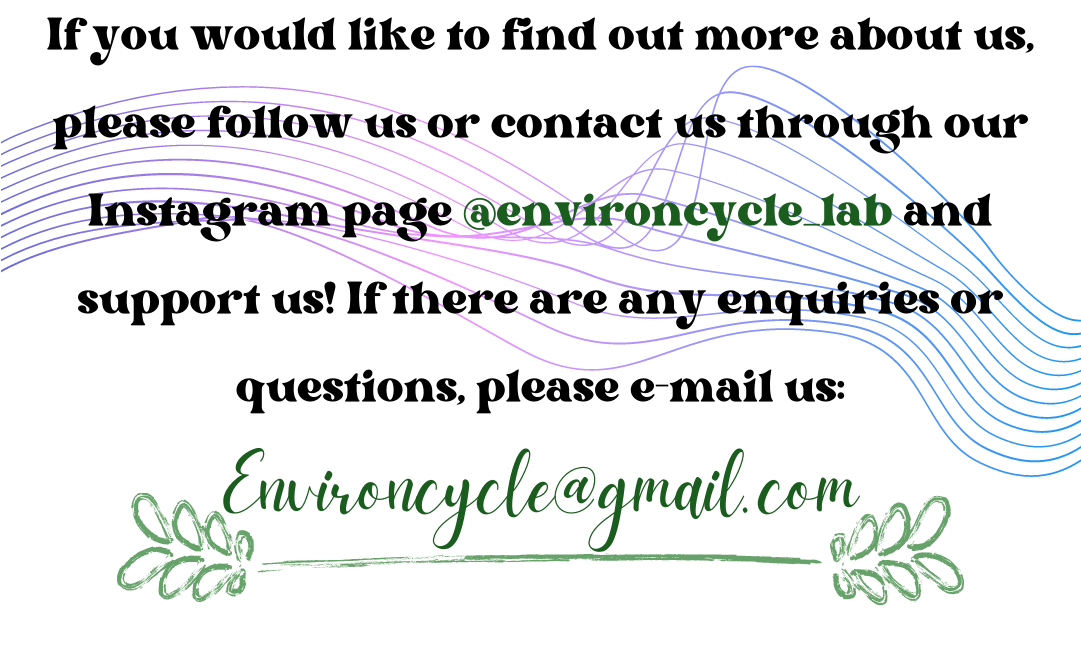 If you would like to find out more about us,
please follow us or contact us through our
Instagram page @environcycle_lab and
support us! If there are any enquiries or
questions, please e-mail us:
Environcycle@gmail.com